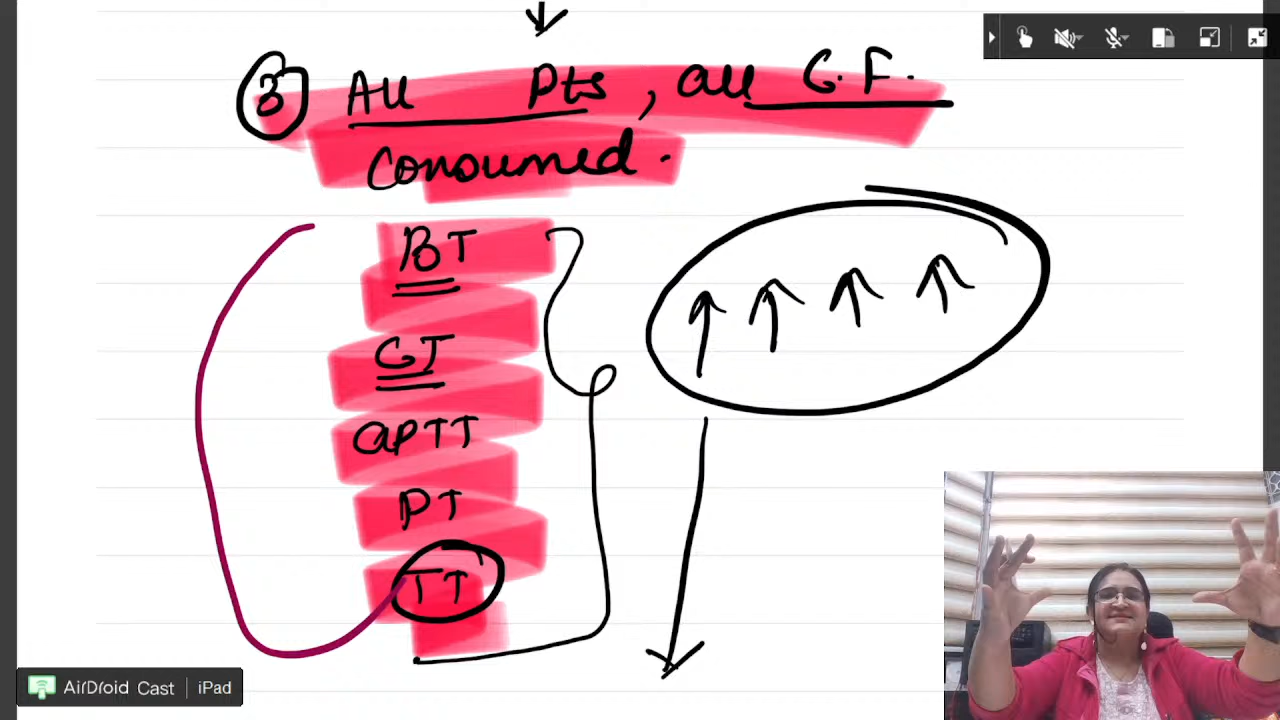 3 All Pts, all C.F.
Consumed.
BT
CT
aPTT
PT
TT
AirDroid Cast | iPad